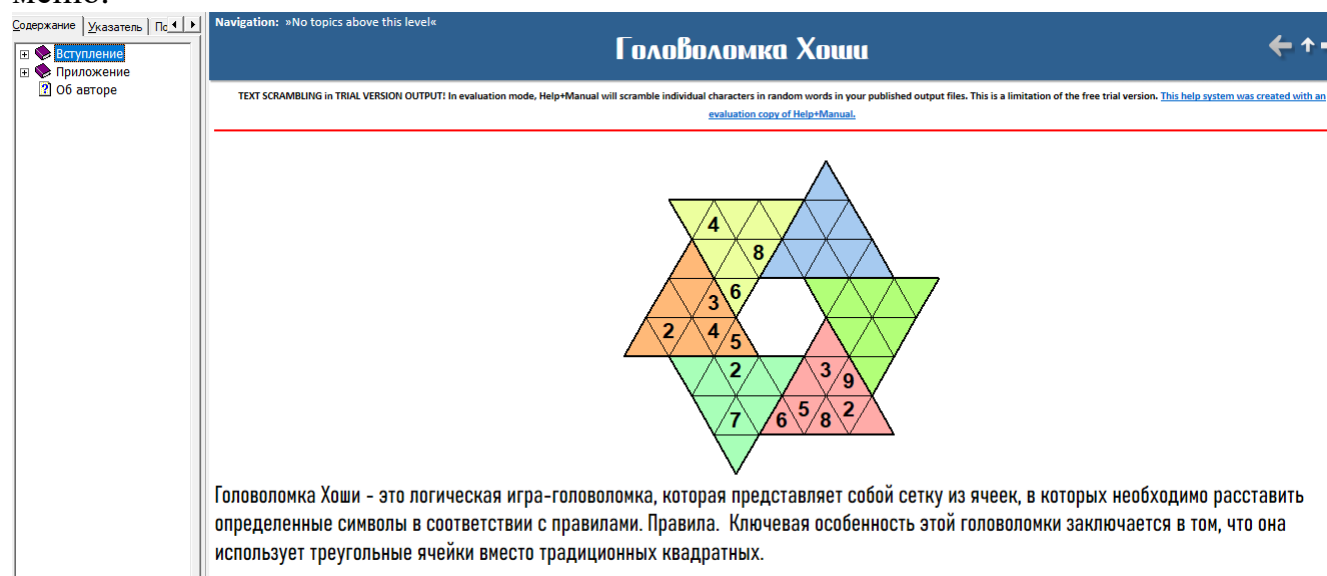 меню.
Содержание Указатель По
Вступление
Приложение
Об авторе
Navigation: »No topics above this level«
Головоломка Хоши
TEXT SCRAMBLING in TRIAL VERSION OUTPUT! In evaluation mode, Help+Manual will scramble individual characters in random words in your published output files. This is a limitation of the free trial version. This help system was created with an
evaluation copy of Help+Manual.
4
8
6
3
2 4 5
2 3 9
7 6 5 8 2
Головоломка Хоши - это логическая игра-головоломка, которая представляет собой сетку из ячеек, в которых необходимо расставить
определенные символы в соответствии с правилами. Правила. Ключевая особенность этой головоломки заключается в том, что она
использует треугольные ячейки вместо традиционных квадратных.